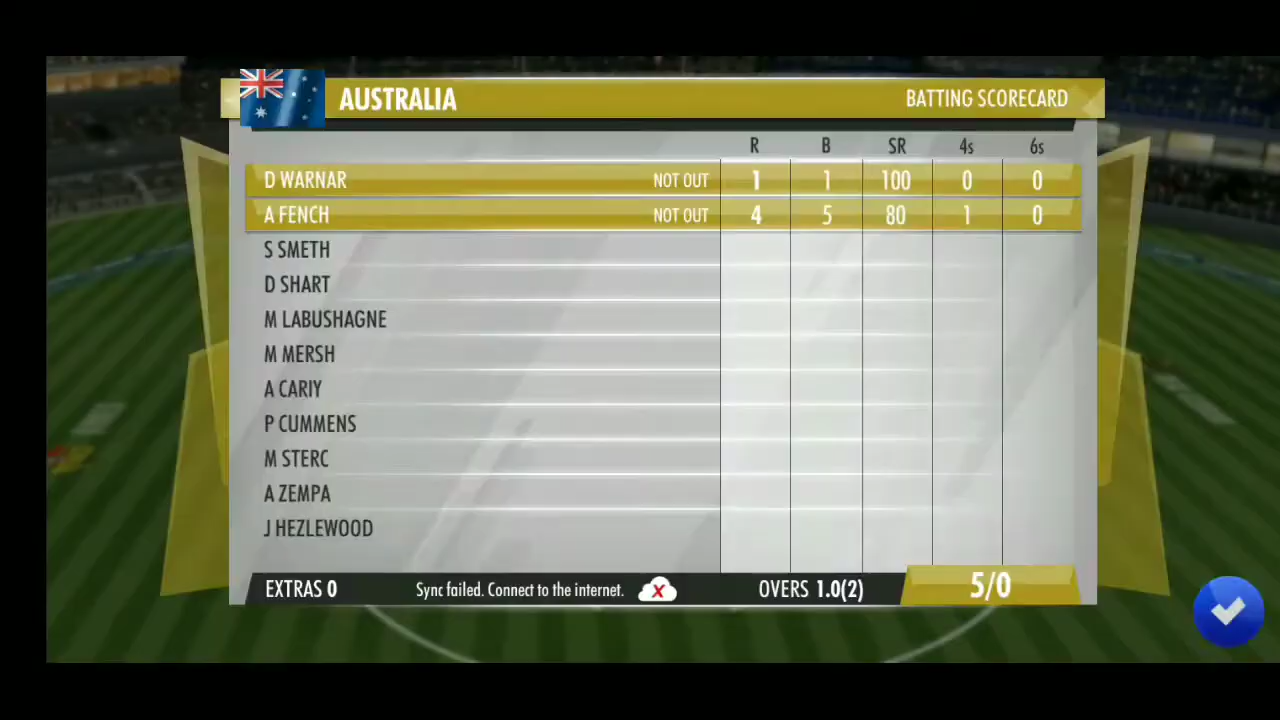 AUSTRALIA BATTING SCORECARD
R B SR 4s 6s
D WARNAR NOT OUT 1 1 100 0 0
A FENCH NOT OUT 4 5 80 1 0
S SMETH
D SHART
M LABUSHAGNE
M MERSH
A CARIY
P CUMMENS
M STERC
A ZEMPA
J HEZLEWOOD
EXTRAS 0 Sync failed. Connect to the internet. X OVERS 1.0(2) 5/0